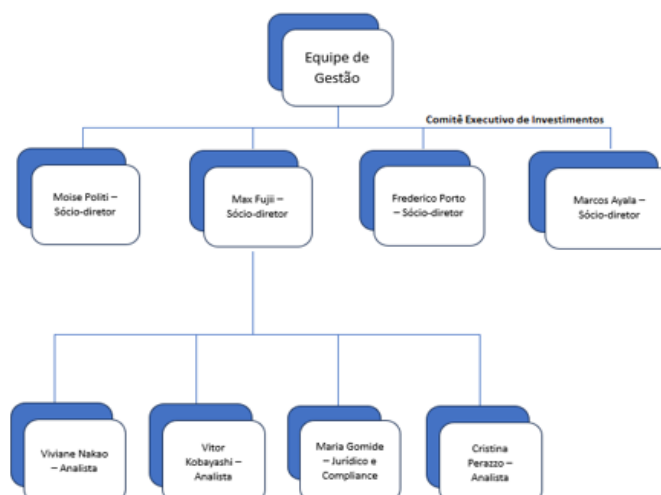 Equipe de
Gestão
Comitê Executivo de Investimentos
Moise Politi –
Sócio-diretor
Max Fujii –
Sócio-diretor
Frederico Porto
– Sócio-diretor
Marcos Ayala –
Sócio-diretor
Viviane Nakao
– Analista
Vitor
Kobayashi –
Analista
Maria Gomide
– Jurídico e
Compliance
Cristina
Perazzo –
Analista